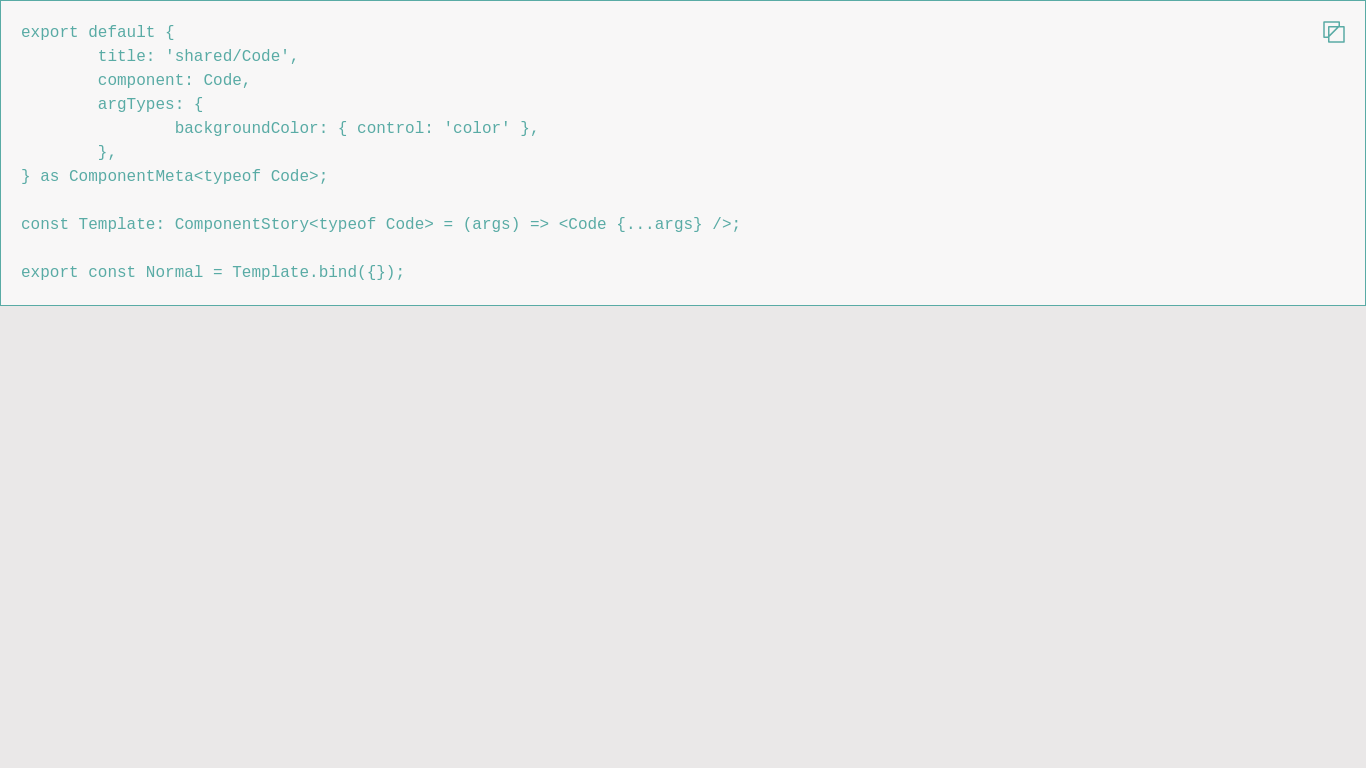 export default {
        title: 'shared/Code',
        component: Code,
        argTypes: {
                backgroundColor: { control: 'color' },
        },
} as ComponentMeta<typeof Code>;

const Template: ComponentStory<typeof Code> = (args) => <Code {...args} />;

export const Normal = Template.bind({});